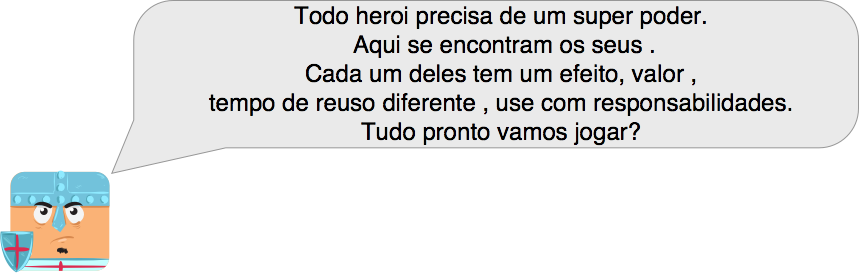 Todo heroi precisa de um super poder.
Aqui se encontram os seus .
Cada um deles tem um efeito, valor ,
tempo de reuso diferente , use com responsabilidades.
Tudo pronto vamos jogar?